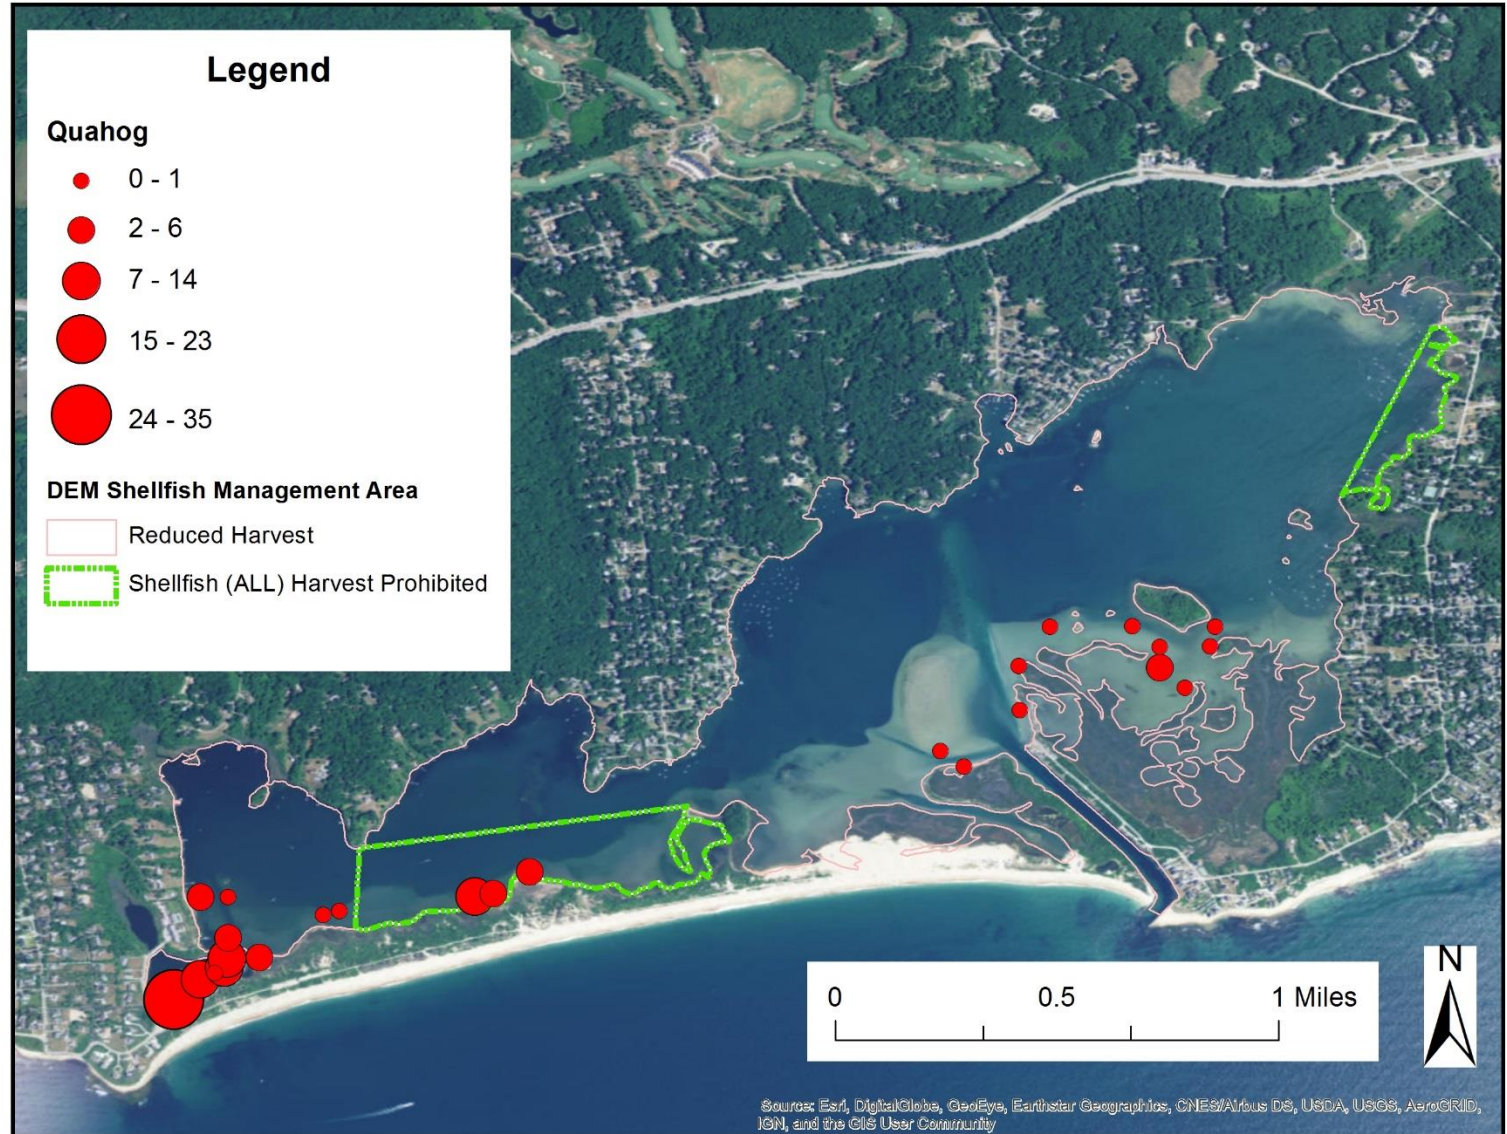 Legend
Quahog
0 - 1
2 - 6
7 - 14
15 - 23
24 - 35
DEM Shellfish Management Area
Reduced Harvest
Shellfish (ALL) Harvest Prohibited
N
0 0.5 1 Miles
Source: Esri, DigitalGlobe, GeoEye, Earthstar Geographics, CNES/Airbus DS, USDA, USGS, AeroGRID,
IGN, and the GIS User Community